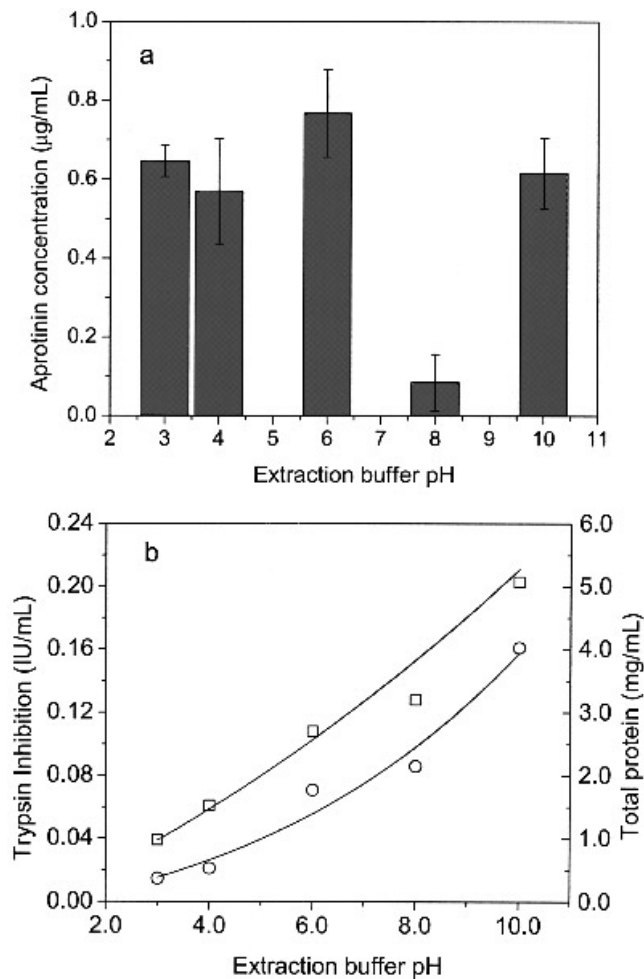 a
Aprotinin concentration (µg/mL)
1.0
0.8
0.6
0.4
0.2
0.0
2 3 4 5 6 7 8 9 10 11
Extraction buffer pH
b
Trypsin Inhibition (IU/mL)
0.24
0.20
0.16
0.12
0.08
0.04
0.00
6.0
5.0
4.0
3.0
2.0
1.0
0.0
Total protein (mg/mL)
2.0 4.0 6.0 8.0 10.0
Extraction buffer pH